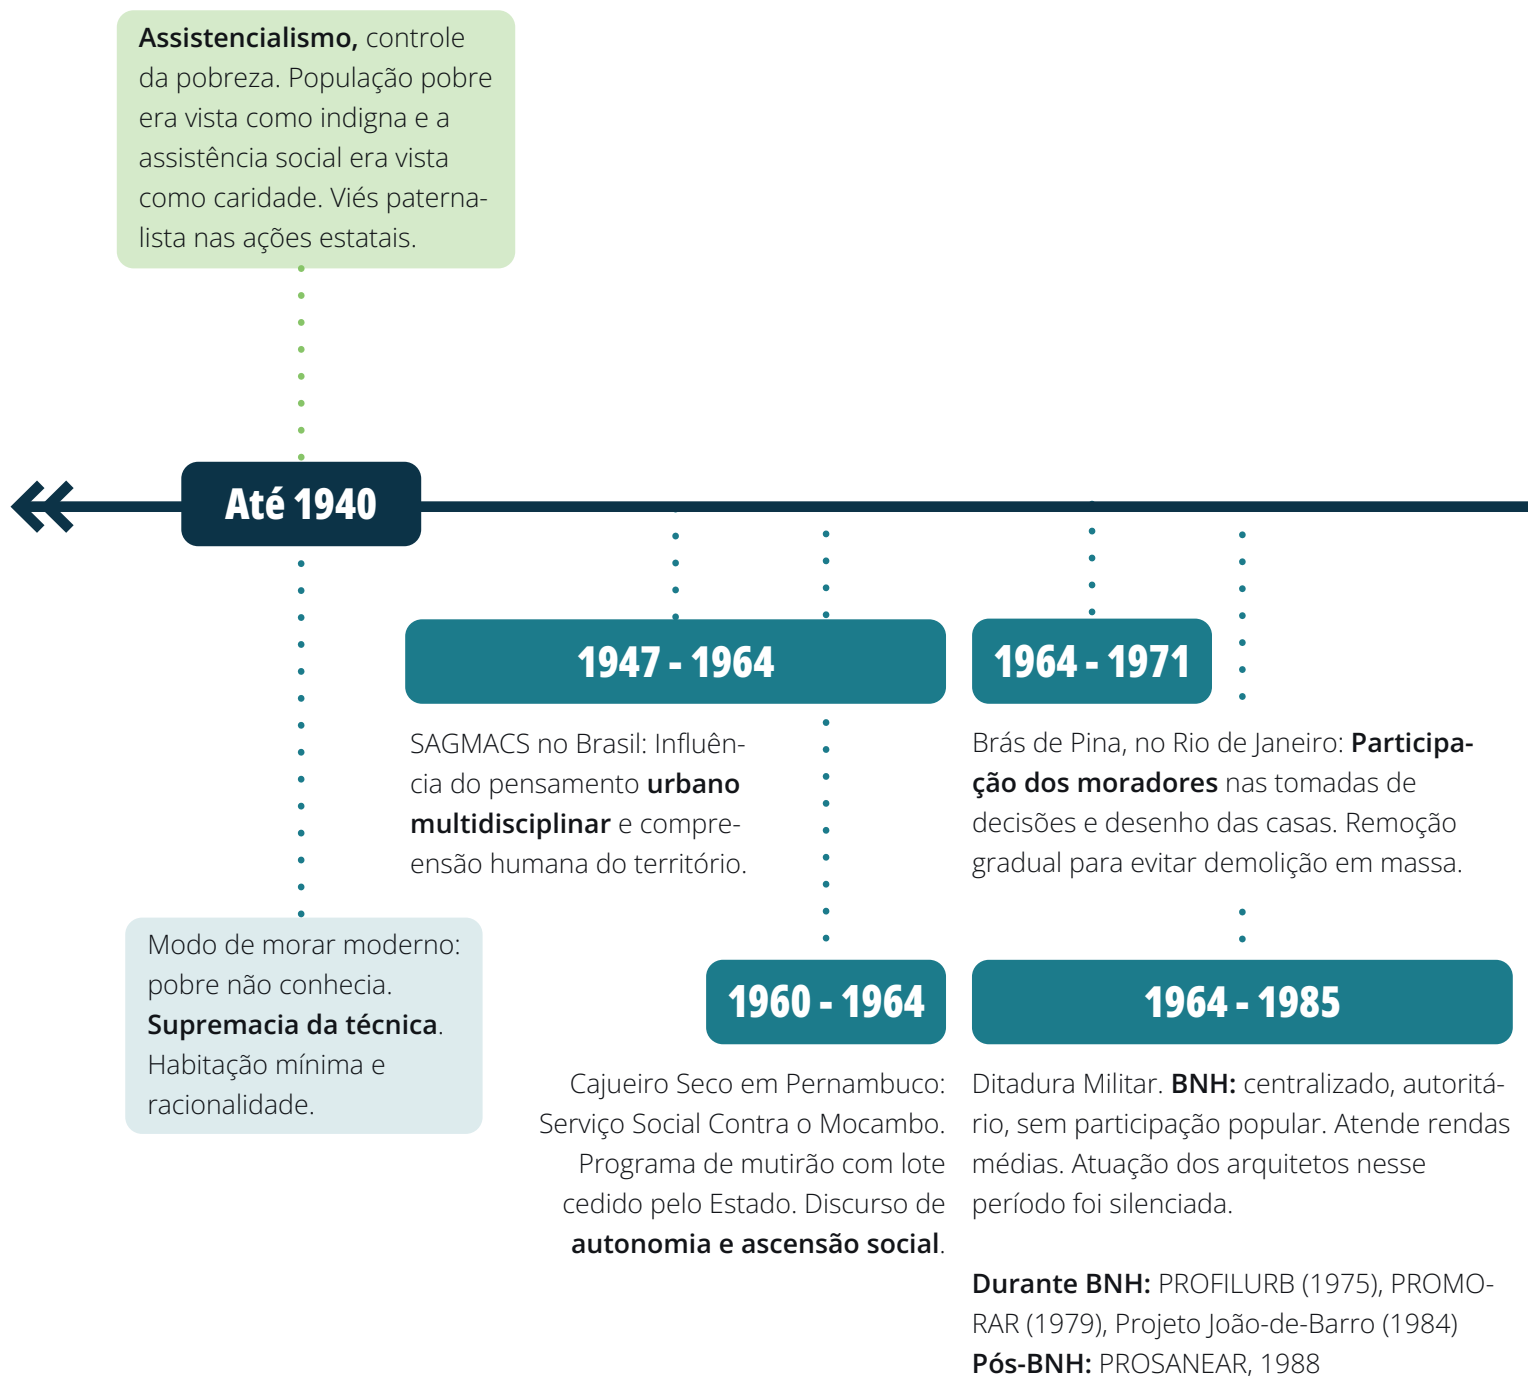 Assistencialismo, controle
da pobreza. População pobre
era vista como indigna e a
assistência social era vista
como caridade. Viés paterna-
lista nas ações estatais.
Até 1940
Modo de morar moderno:
pobre não conhecia.
Supremacia da técnica.
Habitação mínima e
racionalidade.
1947 - 1964
SAGMACS no Brasil: Influên-
cia do pensamento urbano
multidisciplinar e compre-
ensão humana do território.
1960 - 1964
Cajueiro Seco em Pernambuco:
Serviço Social Contra o Mocambo.
Programa de mutirão com lote
cedido pelo Estado. Discurso de
autonomia e ascensão social.
1964 - 1971
Brás de Pina, no Rio de Janeiro: Participa-
ção dos moradores nas tomadas de
decisões e desenho das casas. Remoção
gradual para evitar demolição em massa.
1964 - 1985
Ditadura Militar. BNH: centralizado, autoritá-
rio, sem participação popular. Atende rendas
médias. Atuação dos arquitetos nesse
período foi silenciada.
Durante BNH: PROFILURB (1975), PROMO-
RAR (1979), Projeto João-de-Barro (1984)
Pós-BNH: PROSANEAR, 1988